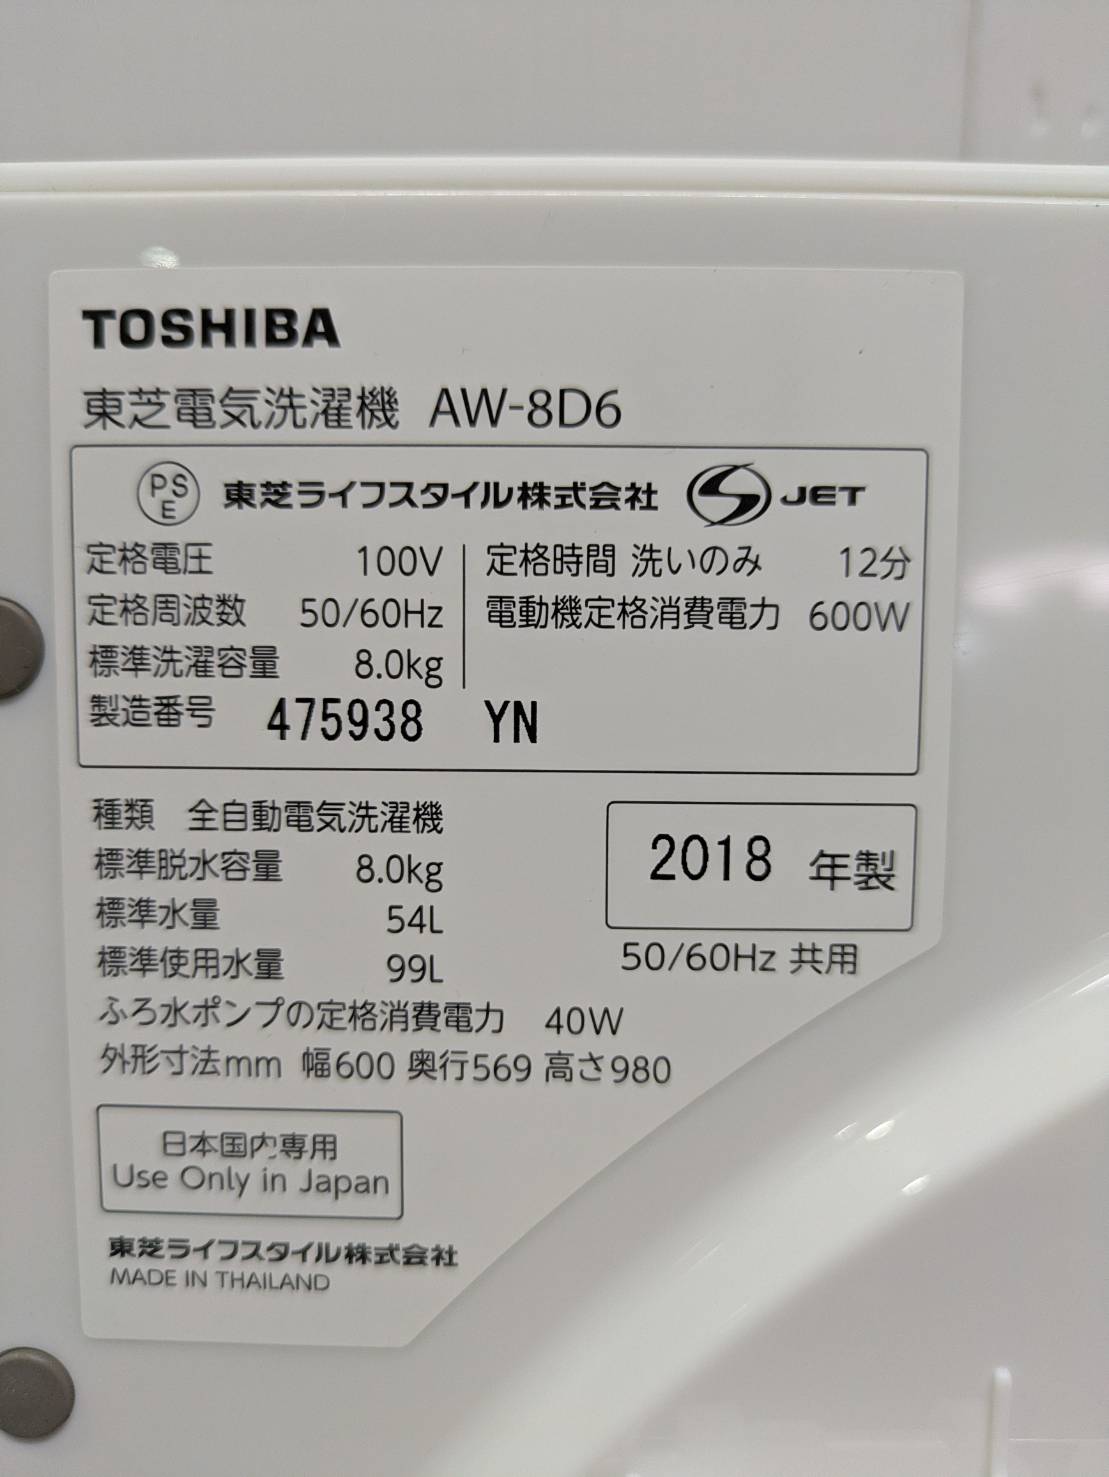 TOSHIBA
東芝電気洗濯機 AW-8D6
PSE 東芝ライフスタイル株式会社 S JET
定格電圧 100V
定格周波数 50/60Hz
標準洗濯容量 8.0kg
定格時間 洗いのみ 12分
電動機定格消費電力 600W
製造番号 475938 YN
種類 全自動電気洗濯機
標準脱水容量 8.0kg
標準水量 54L
標準使用水量 99L
2018 年製
50/60Hz 共用
ふろ水ポンプの定格消費電力 40W
外形寸法mm 幅600 奥行569 高さ980
日本国内専用
Use Only in Japan
東芝ライフスタイル株式会社
MADE IN THAILAND